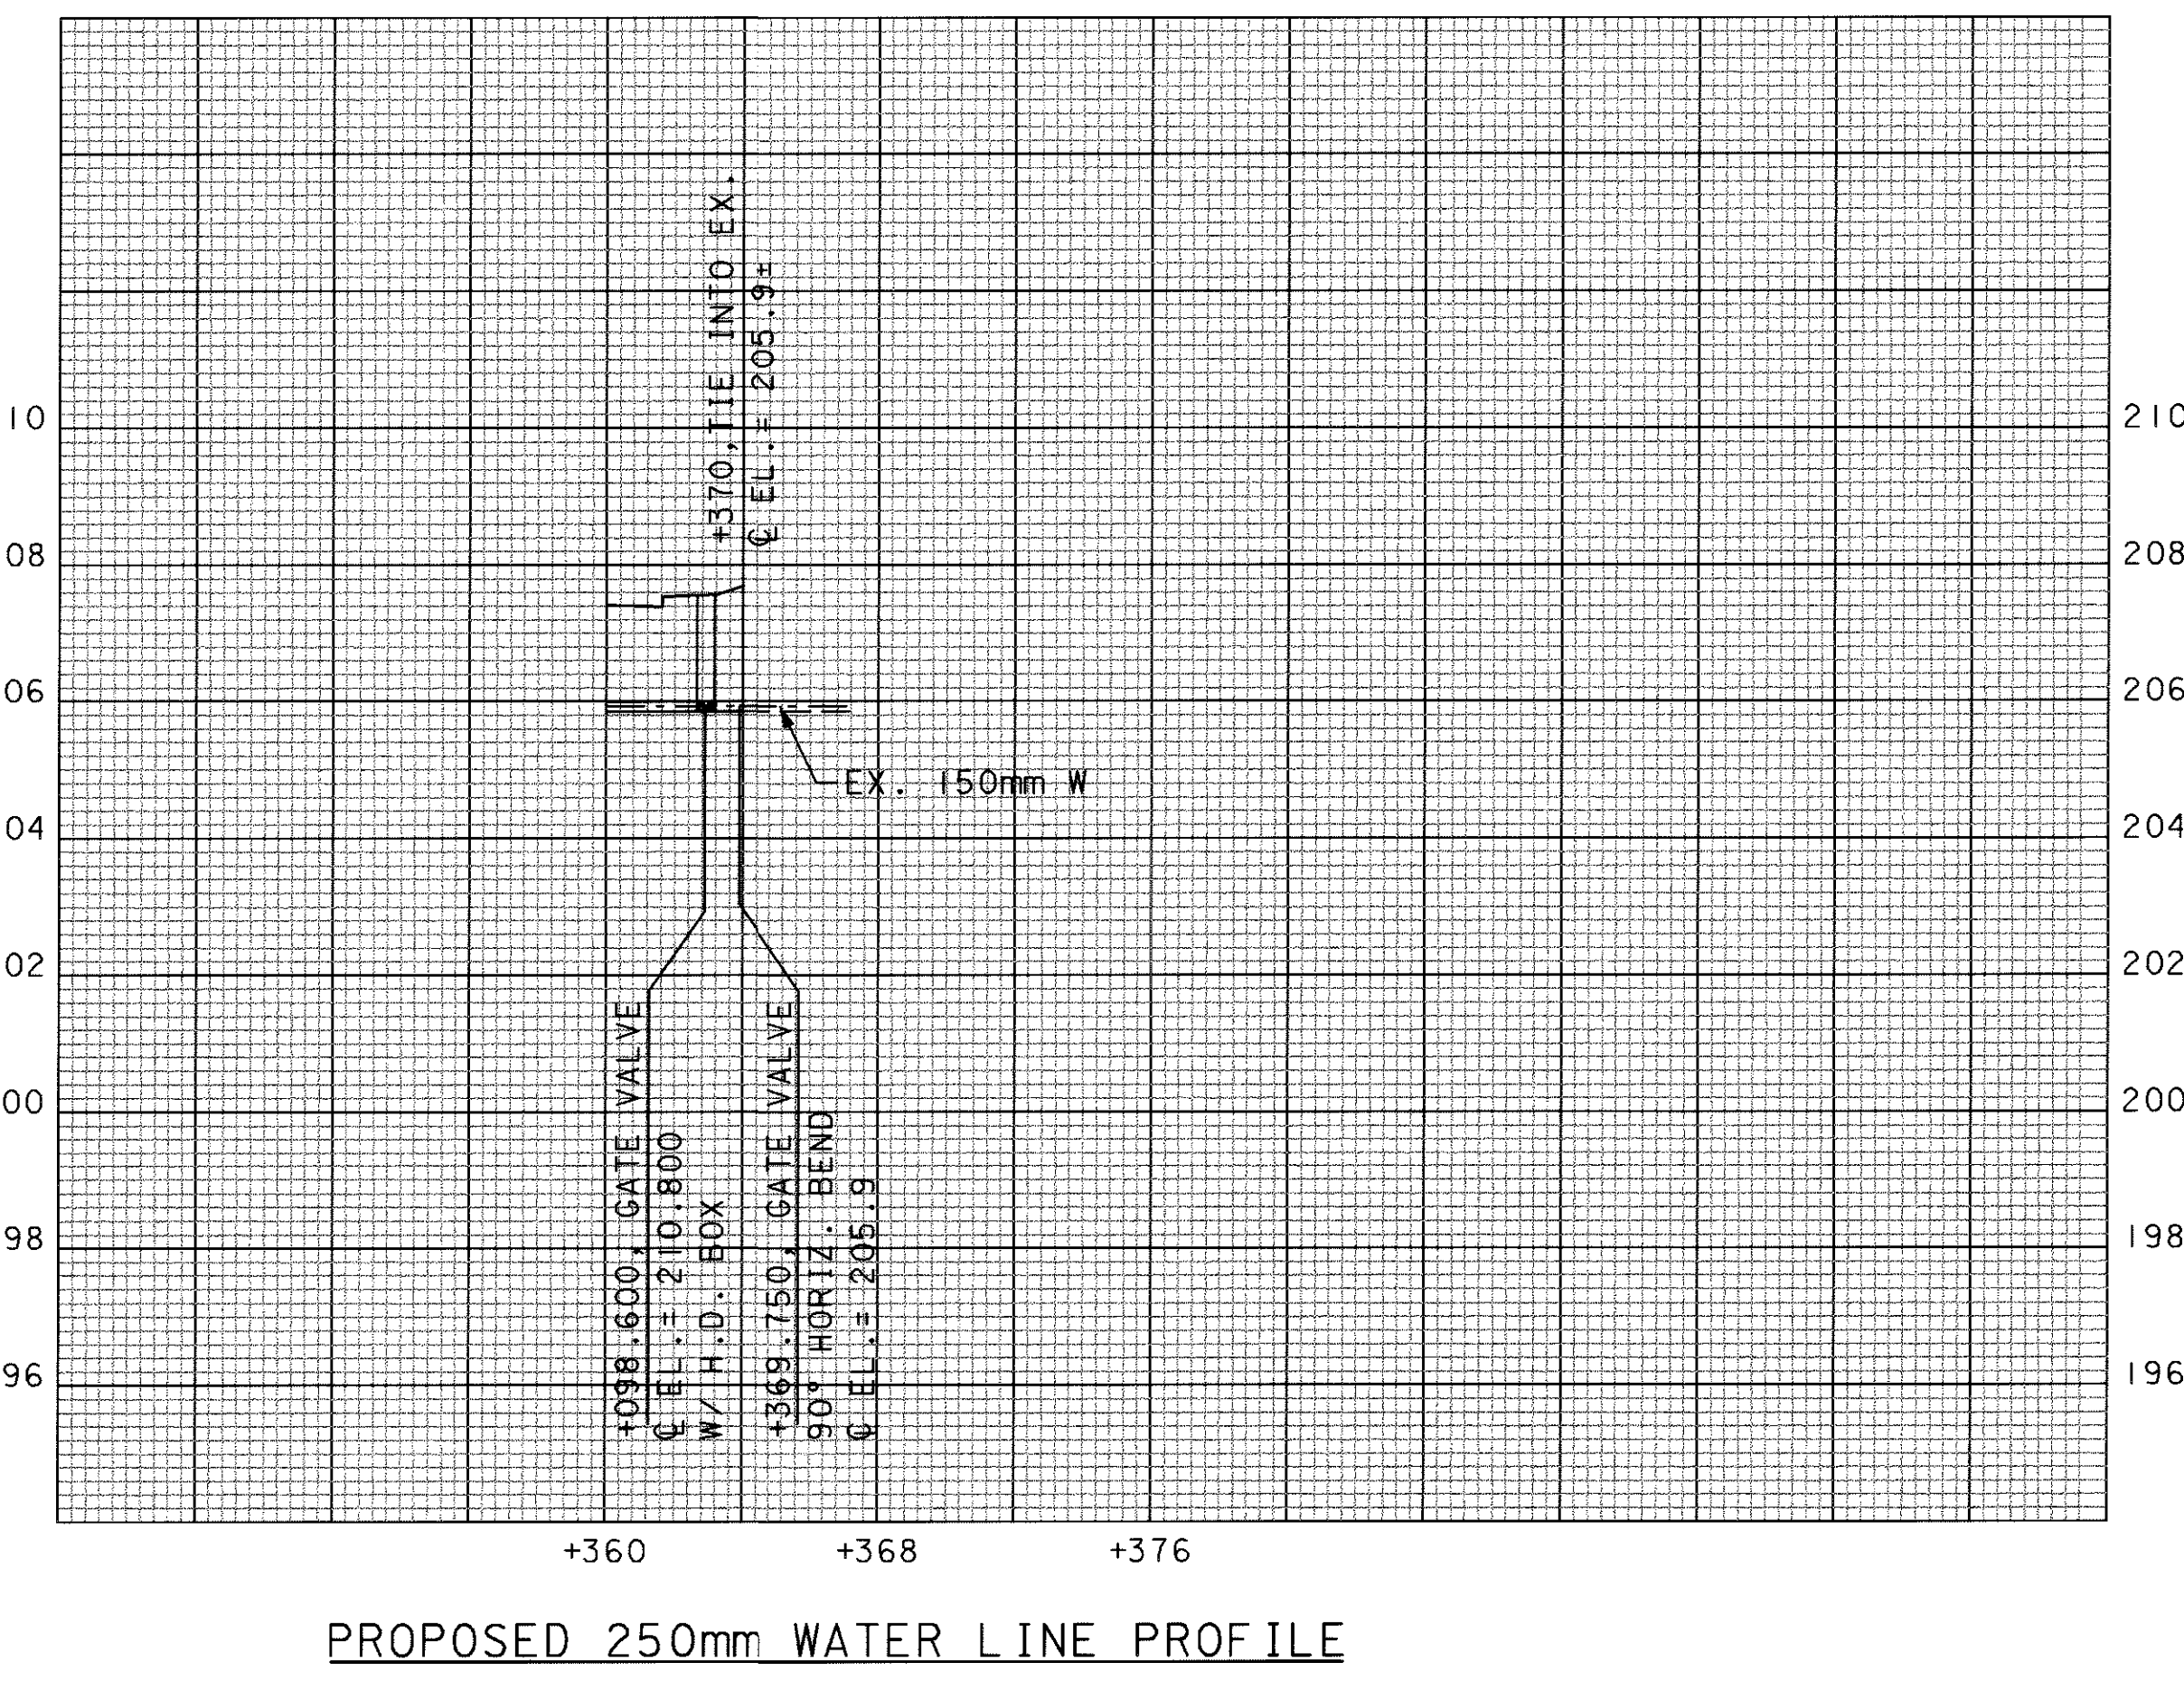 +370,TIE INTO EX.
℄ EL.= 205.9±
10
210
08
208
06
206
EX. 150mm W
04
204
02
202
00
200
98
198
96
196
+098.600, GATE VALVE
℄ EL.= 210.800
W/ H.D. BOX
+369.750, GATE VALVE
90° HORIZ. BEND
℄ EL.= 205.9
+360
+368
+376
PROPOSED 250mm WATER LINE PROFILE